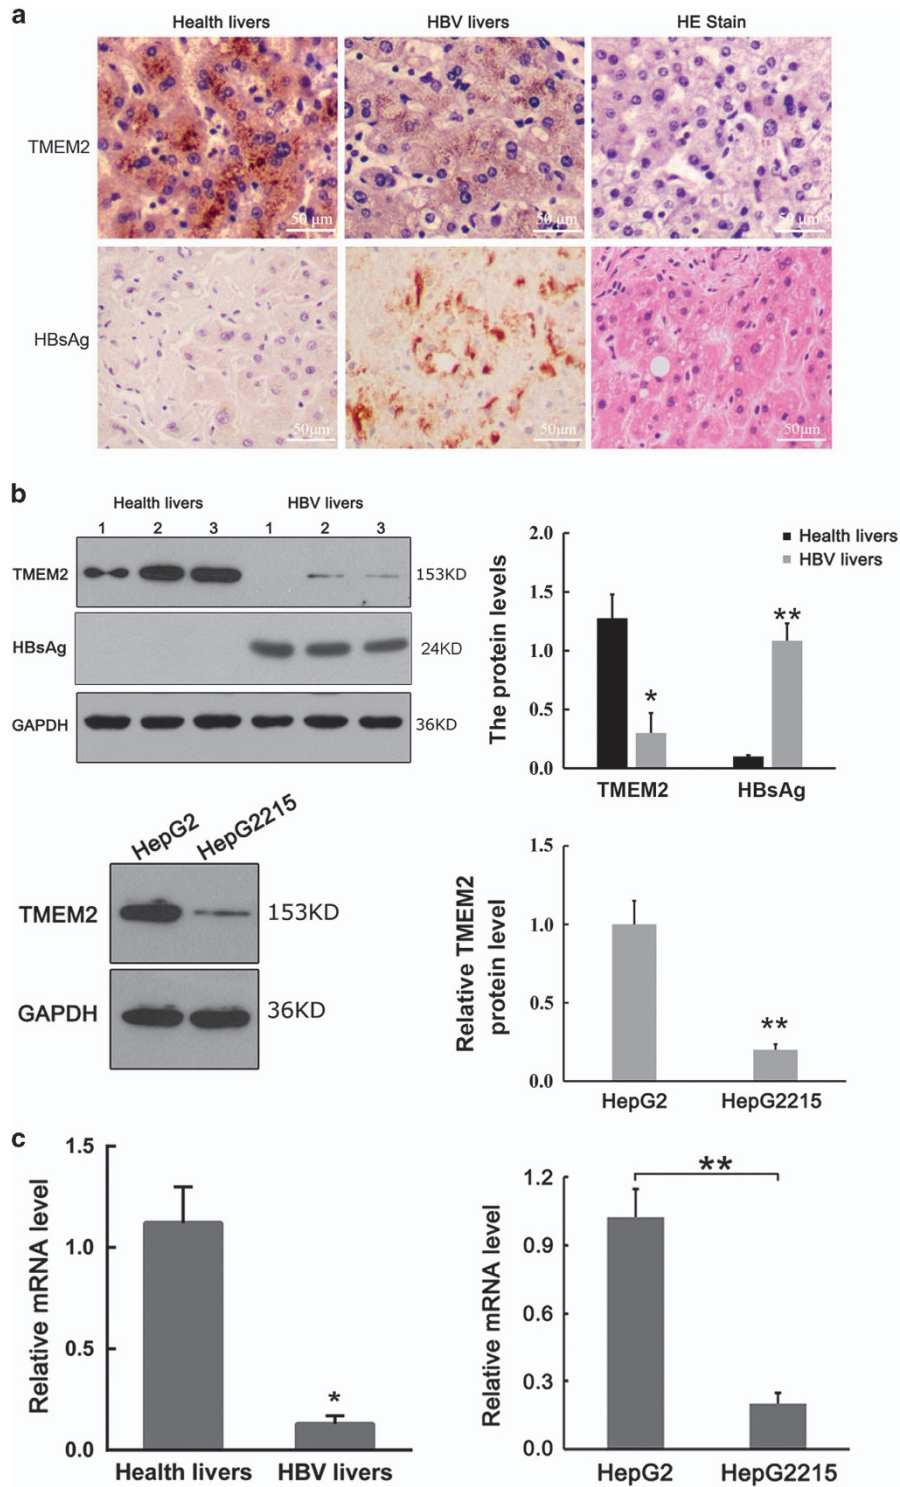 a
Health livers
HBV livers
HE Stain
TMEM2
50 μm
50 μm
50 μm
HBsAg
50μm
50μm
50μm
b
Health livers
HBV livers
1 2 3 1 2 3
TMEM2
153KD
HBsAg
24KD
GAPDH
36KD
The protein levels
2.0
1.5
1.0
0.5
0.0
Health livers
HBV livers
*
**
TMEM2
HBsAg
HepG2
HepG2215
TMEM2
153KD
GAPDH
36KD
Relative TMEM2
protein level
1.5
1.0
0.5
0.0
**
HepG2
HepG2215
c
Relative mRNA level
1.5
1.0
0.5
0.0
*
Health livers
HBV livers
Relative mRNA level
1.2
0.9
0.6
0.3
0.0
**
HepG2
HepG2215